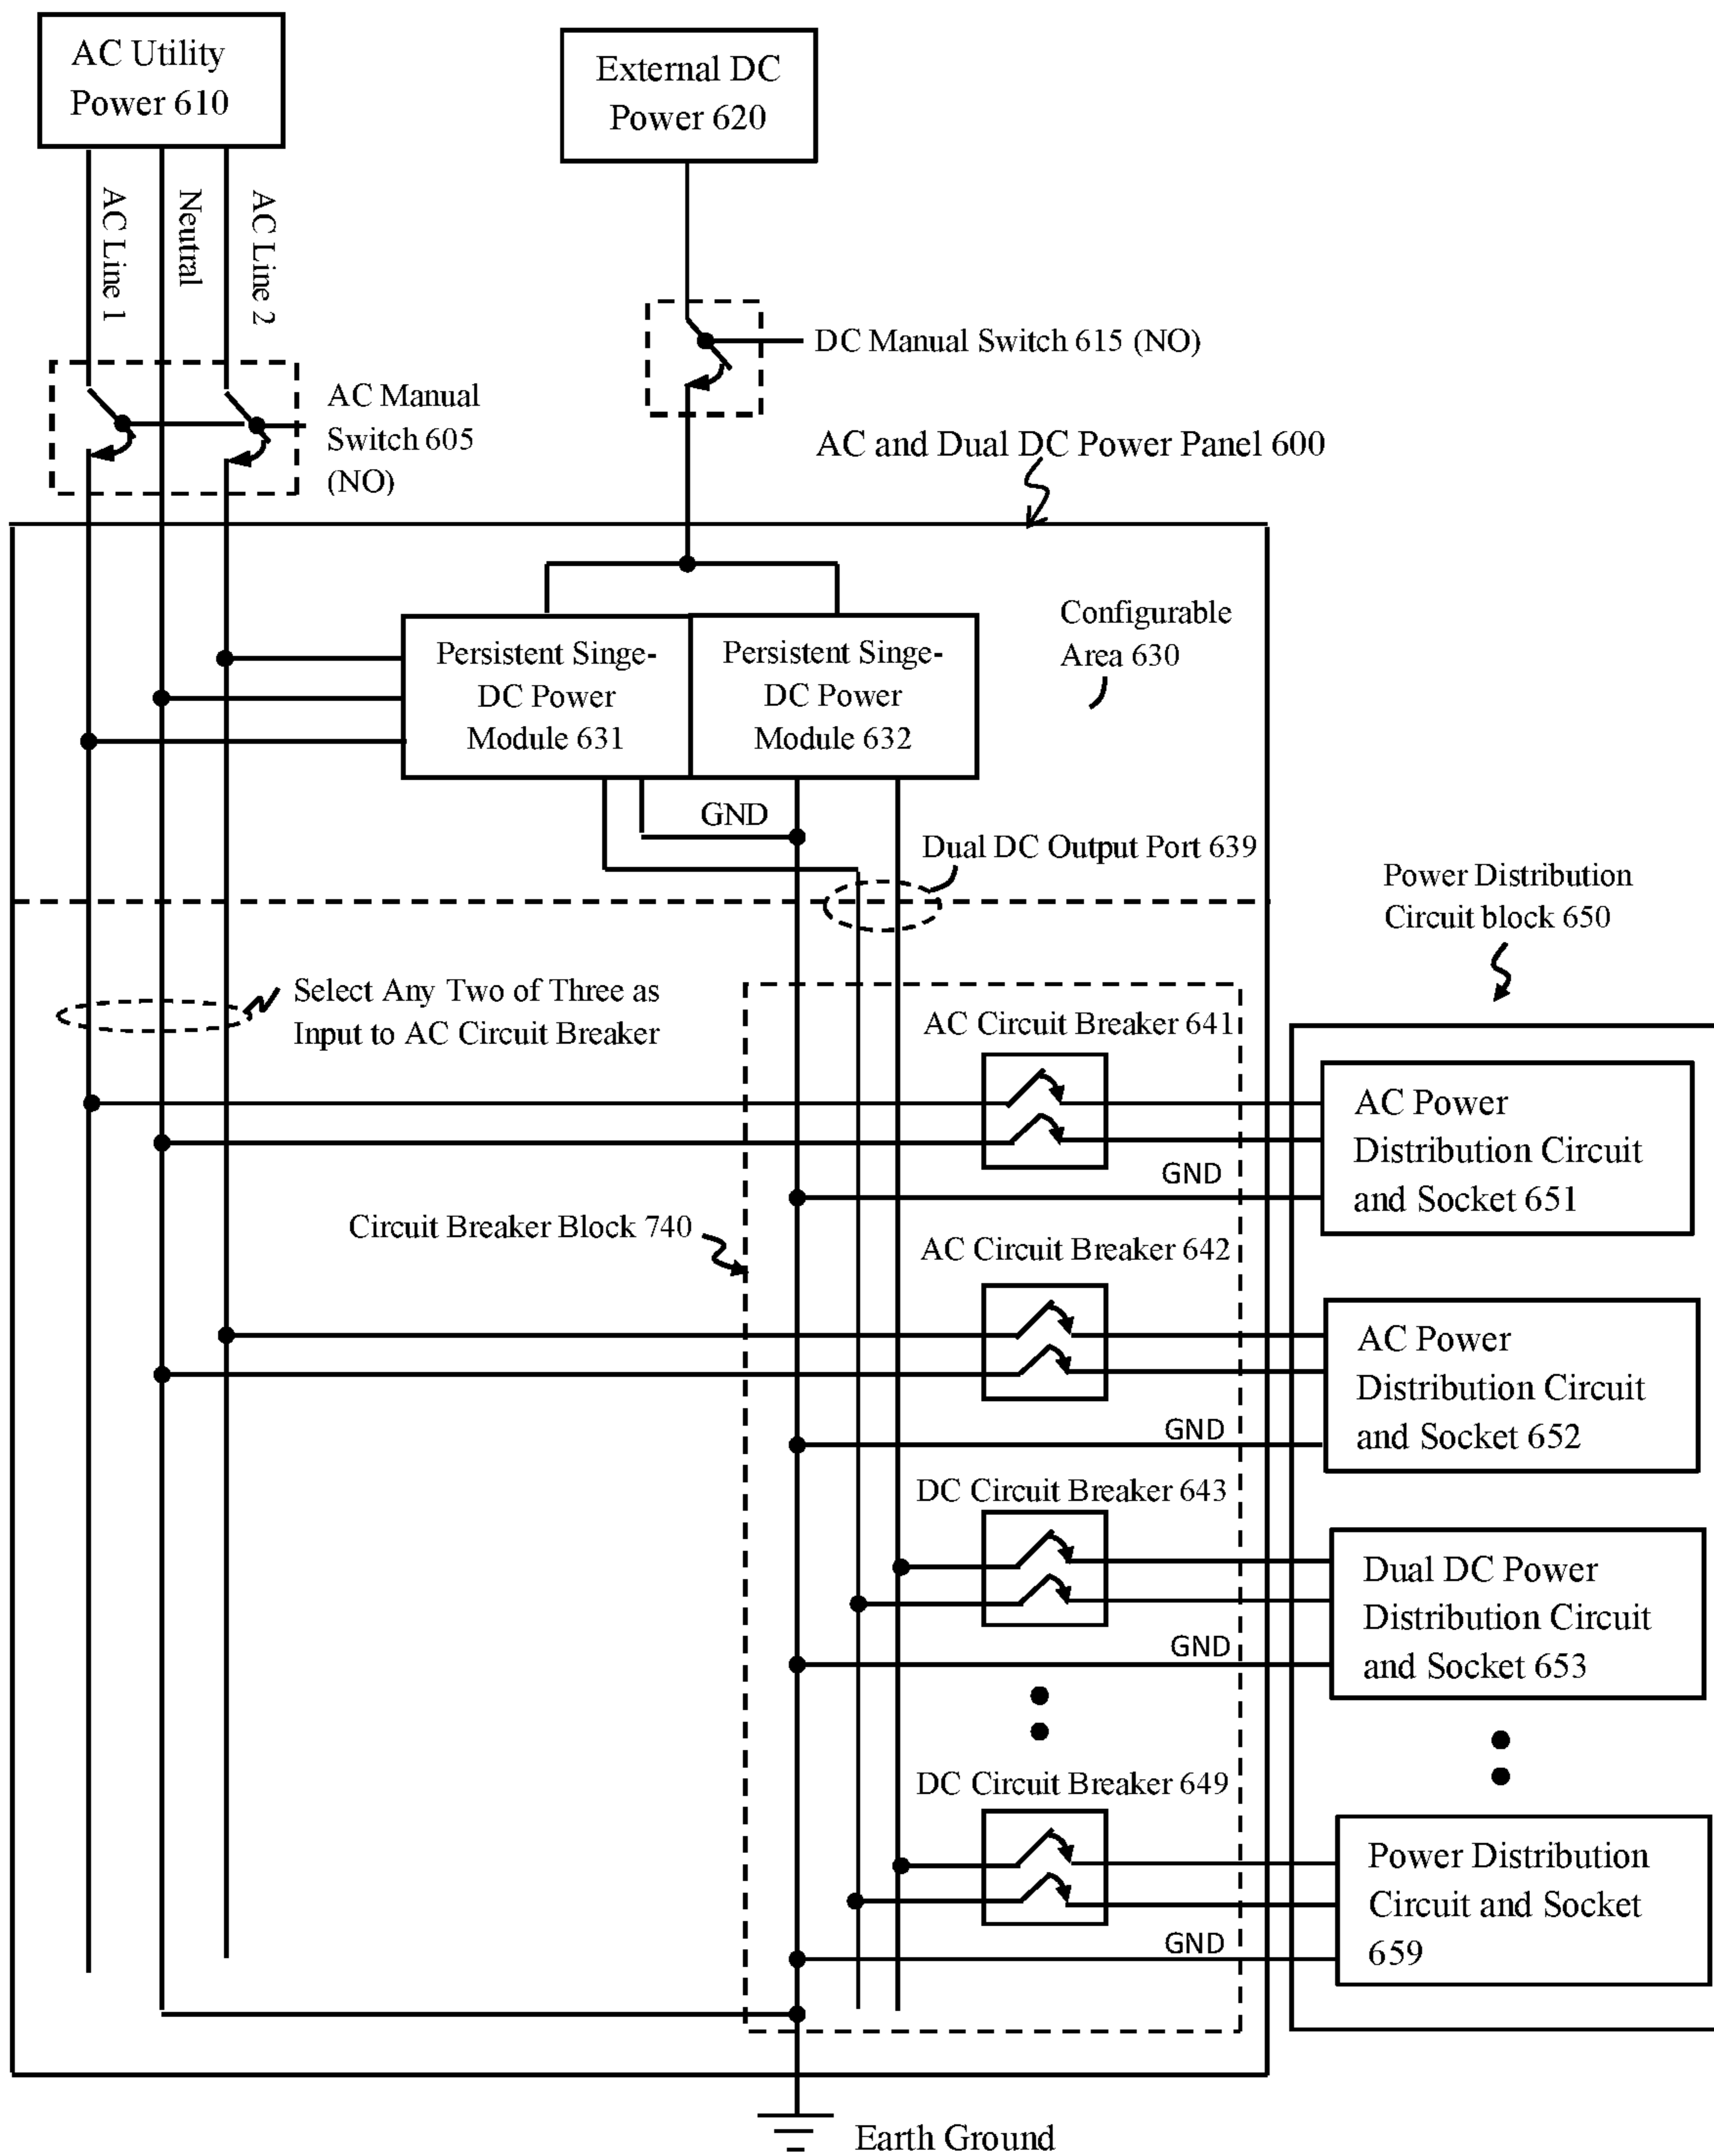 AC Utility
Power 610
External DC
Power 620
AC Line 1
Neutral
AC Line 2
DC Manual Switch 615 (NO)
AC Manual
Switch 605
(NO)
AC and Dual DC Power Panel 600
Configurable
Area 630
Persistent Singe-
DC Power
Module 631
Persistent Singe-
DC Power
Module 632
GND
Dual DC Output Port 639
Power Distribution
Circuit block 650
Select Any Two of Three as
Input to AC Circuit Breaker
AC Circuit Breaker 641
AC Power
Distribution Circuit
and Socket 651
GND
Circuit Breaker Block 740
AC Circuit Breaker 642
AC Power
Distribution Circuit
and Socket 652
GND
DC Circuit Breaker 643
Dual DC Power
Distribution Circuit
and Socket 653
GND
DC Circuit Breaker 649
Power Distribution
Circuit and Socket
659
GND
Earth Ground